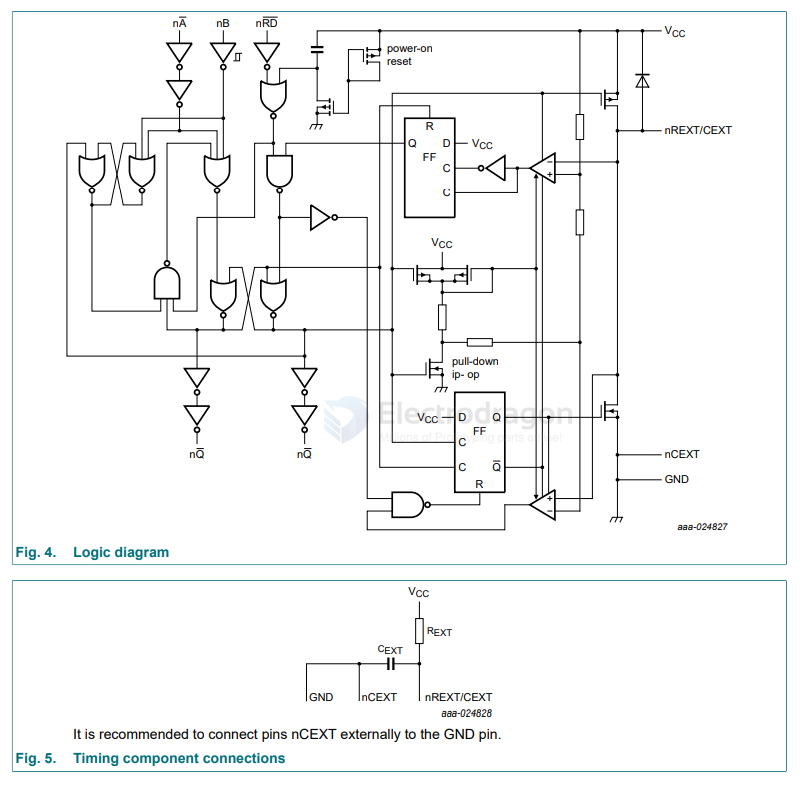 nA̅ nB nR̅D̅ VCC
power-on
reset
R
Q D VCC
FF
C
C
nREXT/CEXT
−
+
VCC
pull-down
ip- op
VCC D Q
FF
C
C Q̅
R
+
−
nCEXT
GND
nQ̅ nQ̅
Electrodragon
aaa-024827
Fig. 4. Logic diagram
VCC
REXT
CEXT
GND nCEXT nREXT/CEXT
aaa-024828
It is recommended to connect pins nCEXT externally to the GND pin.
Fig. 5. Timing component connections